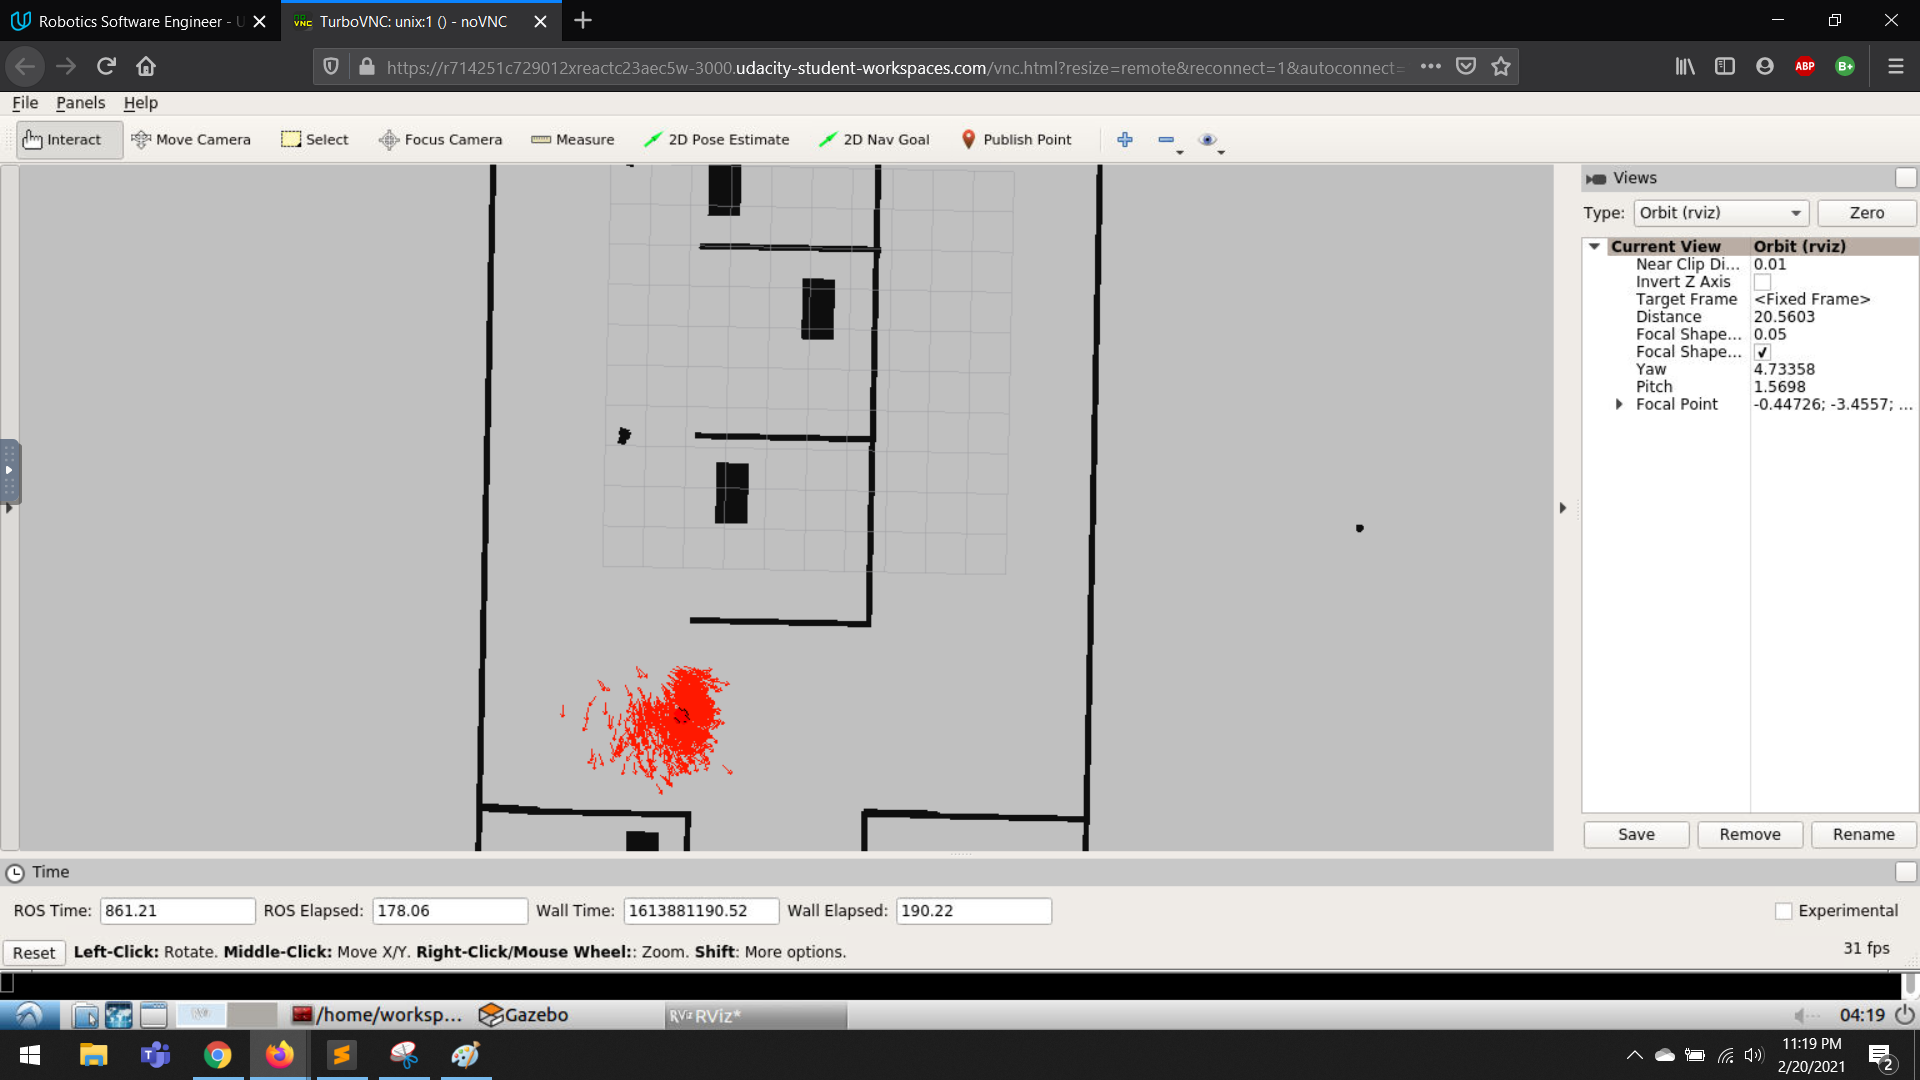 Robotics Software Engineer - U
TurboVNC: unix:1 () - noVNC
https://r714251c729012xreactc23aec5w-3000.udacity-student-workspaces.com/vnc.html?resize=remote&reconnect=1&autoconnect=
ABP
B+
File Panels Help
Interact Move Camera Select Focus Camera Measure 2D Pose Estimate 2D Nav Goal Publish Point
Views
Type: Orbit (rviz) Zero
Current View Orbit (rviz)
Near Clip Di... 0.01
Invert Z Axis
Target Frame <Fixed Frame>
Distance 20.5603
Focal Shape... 0.05
Focal Shape...
Yaw 4.73358
Pitch 1.5698
Focal Point -0.44726; -3.4557; ...
Save Remove Rename
Time
ROS Time: 861.21 ROS Elapsed: 178.06 Wall Time: 1613881190.52 Wall Elapsed: 190.22 Experimental
Reset Left-Click: Rotate. Middle-Click: Move X/Y. Right-Click/Mouse Wheel:: Zoom. Shift: More options. 31 fps
/home/worksp... Gazebo RViz RViz* 04:19
11:19 PM
2/20/2021
2